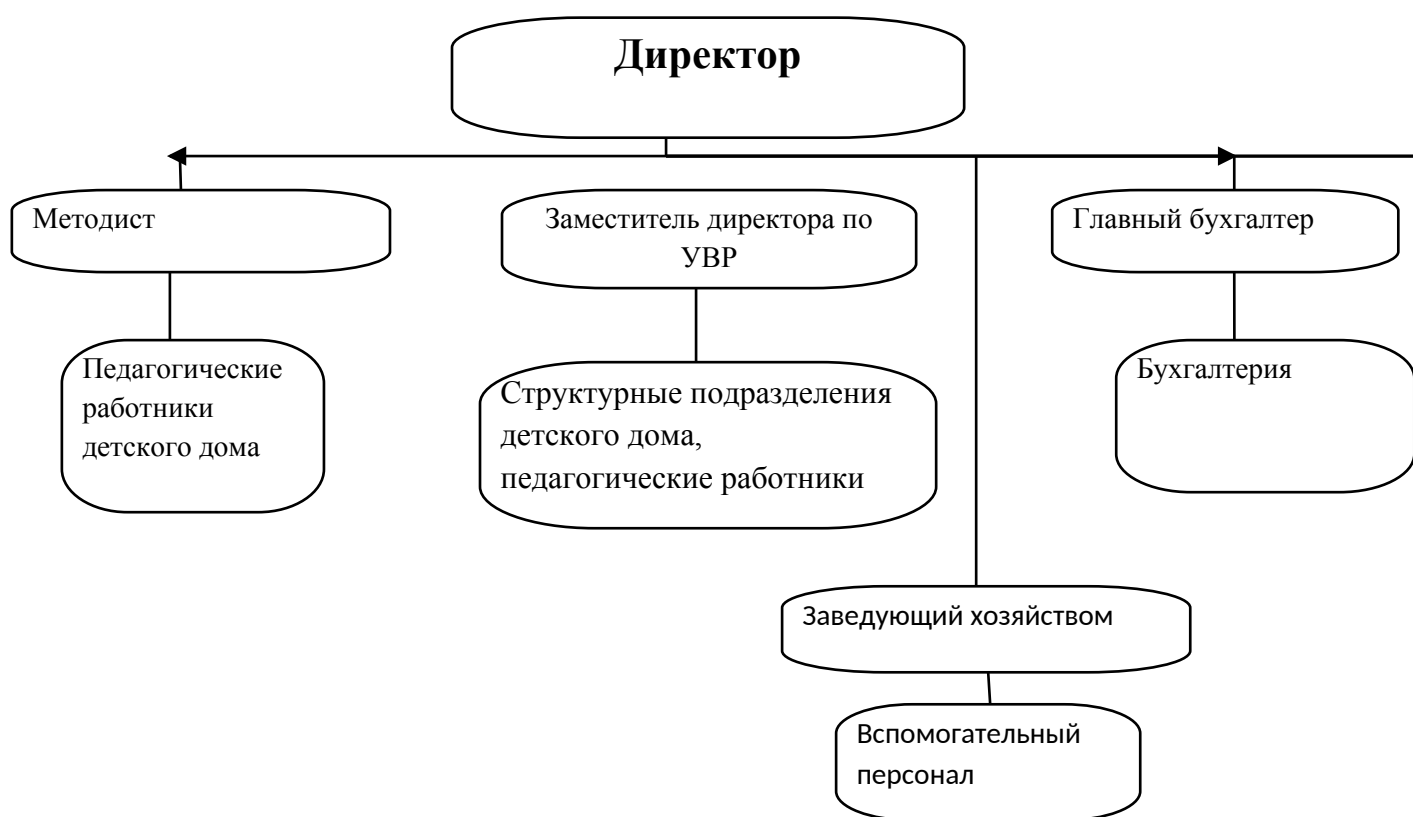 Директор
Методист
Заместитель директора по
УВР
Главный бухгалтер
Педагогические
работники
детского дома
Структурные подразделения
детского дома,
педагогические работники
Бухгалтерия
Заведующий хозяйством
Вспомогательный
персонал